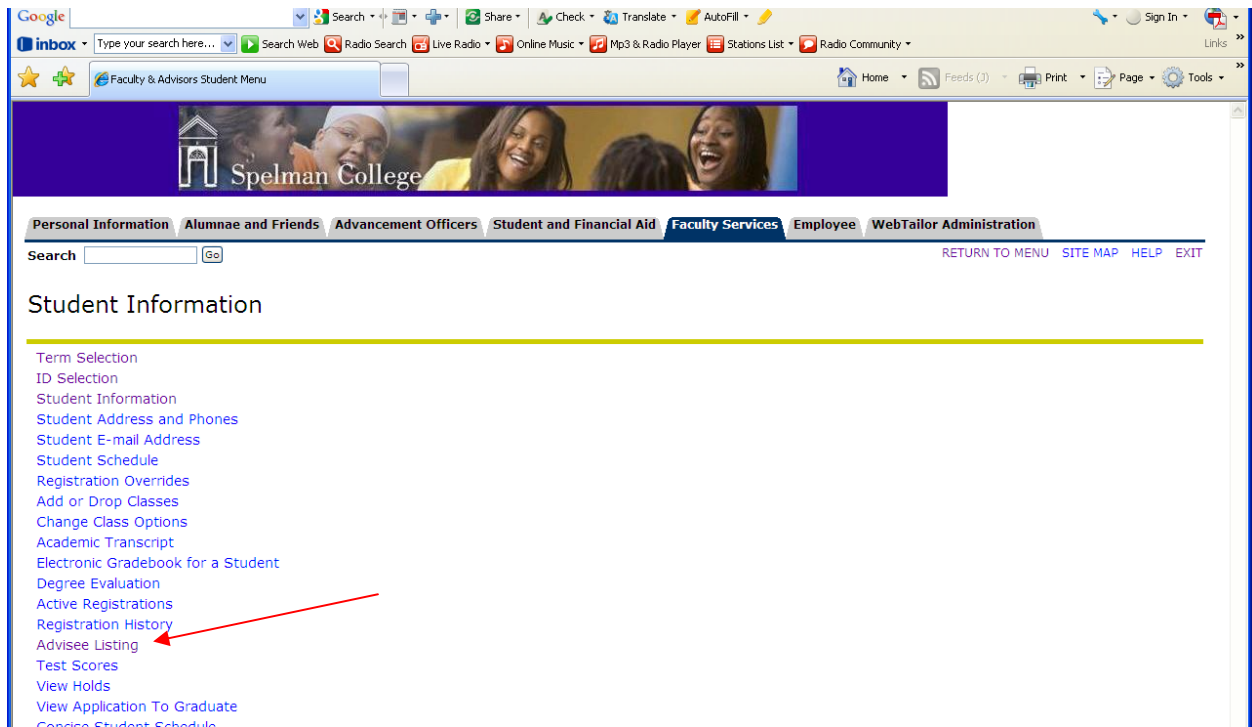 Google Search Share Check Translate AutoFill Sign In
inbox Type your search here... Search Web Radio Search Live Radio Online Music Mp3 & Radio Player Stations List Radio Community Links »
Faculty & Advisors Student Menu Home Feeds (J) Print Page Tools »
Spelman College
Personal Information Alumnae and Friends Advancement Officers Student and Financial Aid Faculty Services Employee WebTailor Administration
Search Go RETURN TO MENU SITE MAP HELP EXIT
Student Information
Term Selection
ID Selection
Student Information
Student Address and Phones
Student E-mail Address
Student Schedule
Registration Overrides
Add or Drop Classes
Change Class Options
Academic Transcript
Electronic Gradebook for a Student
Degree Evaluation
Active Registrations
Registration History
Advisee Listing
Test Scores
View Holds
View Application To Graduate
Concise Student Schedule